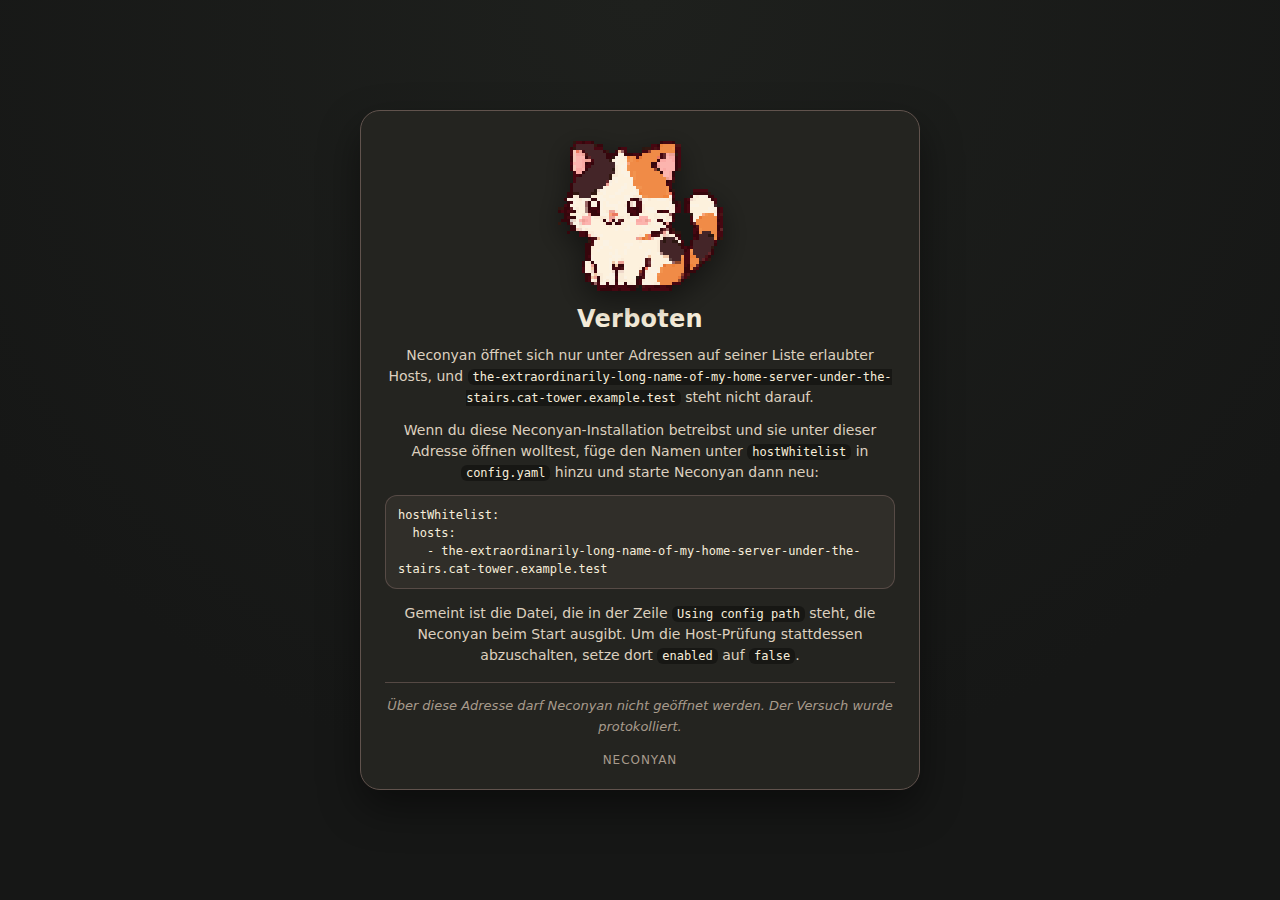 Verboten
Neconyan öffnet sich nur unter Adressen auf seiner Liste erlaubter
Hosts, und the-extraordinarily-long-name-of-my-home-server-under-the-
stairs.cat-tower.example.test steht nicht darauf.
Wenn du diese Neconyan-Installation betreibst und sie unter dieser
Adresse öffnen wolltest, füge den Namen unter hostWhitelist in
config.yaml hinzu und starte Neconyan dann neu:
hostWhitelist:
  hosts:
    - the-extraordinarily-long-name-of-my-home-server-under-the-
stairs.cat-tower.example.test
Gemeint ist die Datei, die in der Zeile Using config path steht, die
Neconyan beim Start ausgibt. Um die Host-Prüfung stattdessen
abzuschalten, setze dort enabled auf false.
Über diese Adresse darf Neconyan nicht geöffnet werden. Der Versuch wurde
protokolliert.
NECONYAN